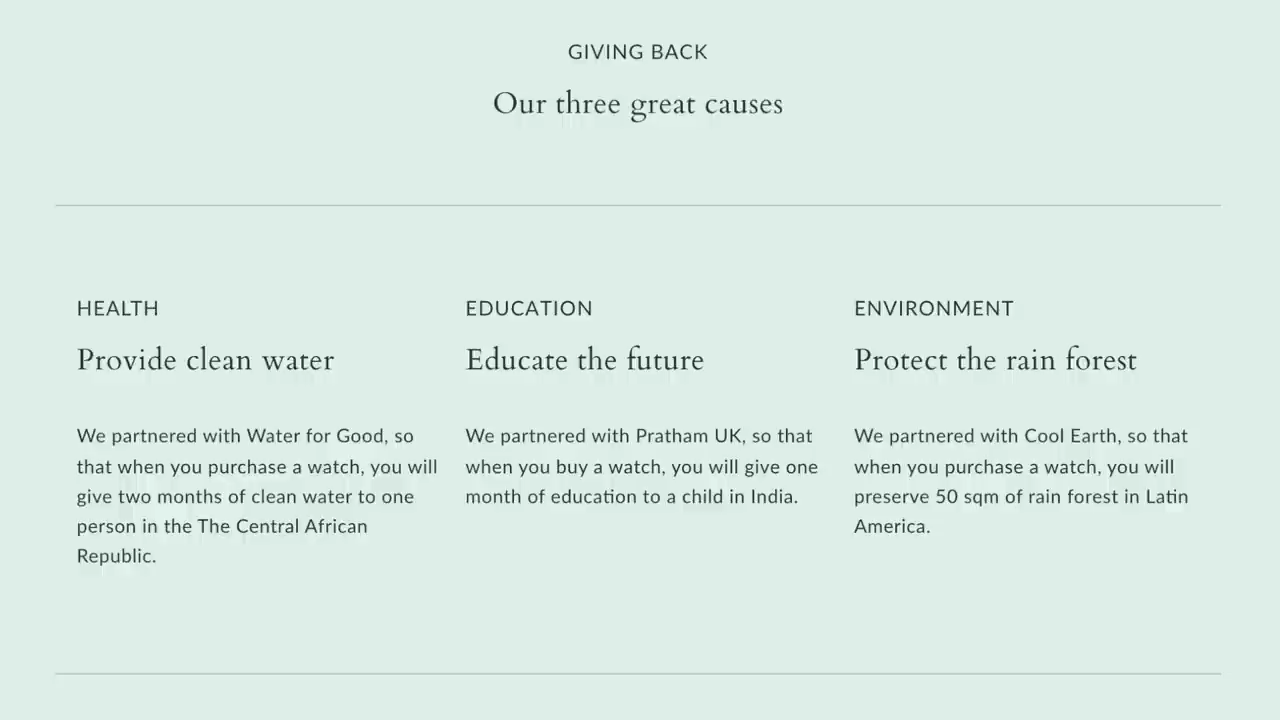 GIVING BACK
Our three great causes
HEALTH
Provide clean water
We partnered with Water for Good, so
that when you purchase a watch, you will
give two months of clean water to one
person in the The Central African
Republic.
EDUCATION
Educate the future
We partnered with Pratham UK, so that
when you buy a watch, you will give one
month of education to a child in India.
ENVIRONMENT
Protect the rain forest
We partnered with Cool Earth, so that
when you purchase a watch, you will
preserve 50 sqm of rain forest in Latin
America.